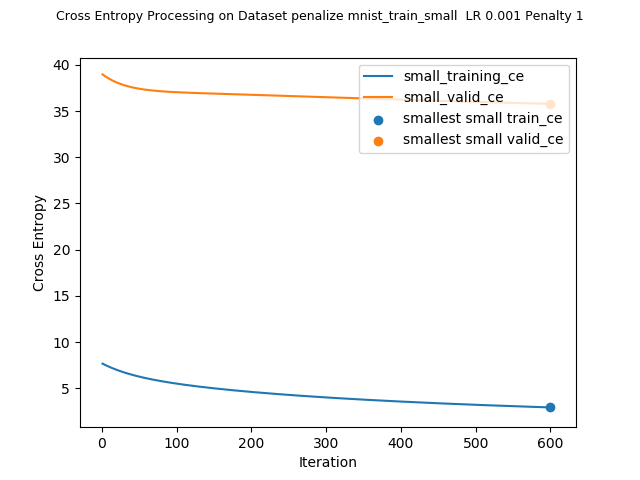 Cross Entropy Processing on Dataset penalize mnist_train_small  LR 0.001 Penalty 1
40
35
30
25
20
15
10
5
Cross Entropy
small_training_ce
small_valid_ce
smallest small train_ce
smallest small valid_ce
0 100 200 300 400 500 600
Iteration